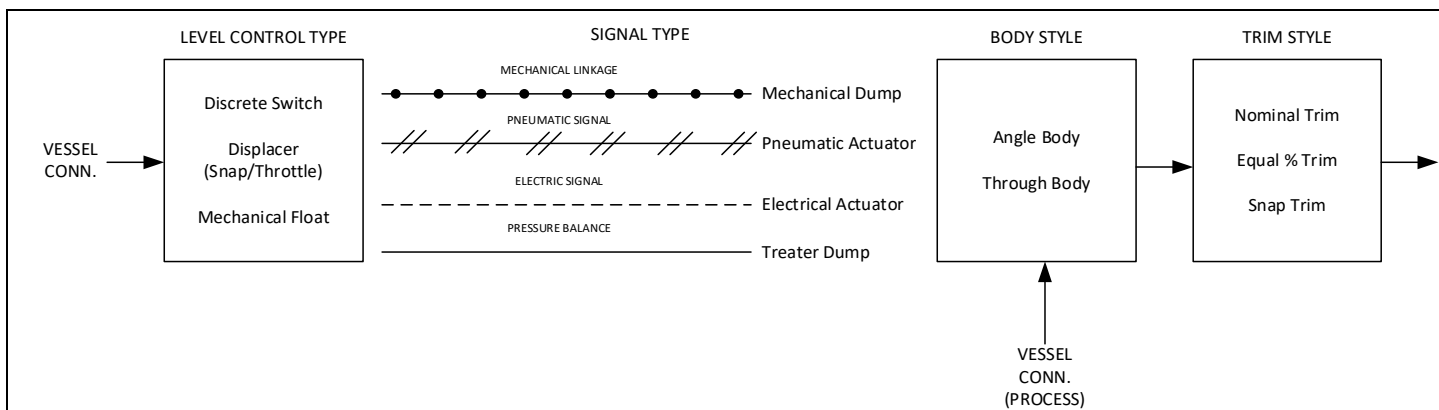 LEVEL CONTROL TYPE
SIGNAL TYPE
BODY STYLE
TRIM STYLE
VESSEL
CONN.
Discrete Switch
Displacer
(Snap/Throttle)
Mechanical Float
MECHANICAL LINKAGE
Mechanical Dump
PNEUMATIC SIGNAL
Pneumatic Actuator
ELECTRIC SIGNAL
Electrical Actuator
PRESSURE BALANCE
Treater Dump
Angle Body
Through Body
Nominal Trim
Equal % Trim
Snap Trim
VESSEL
CONN.
(PROCESS)